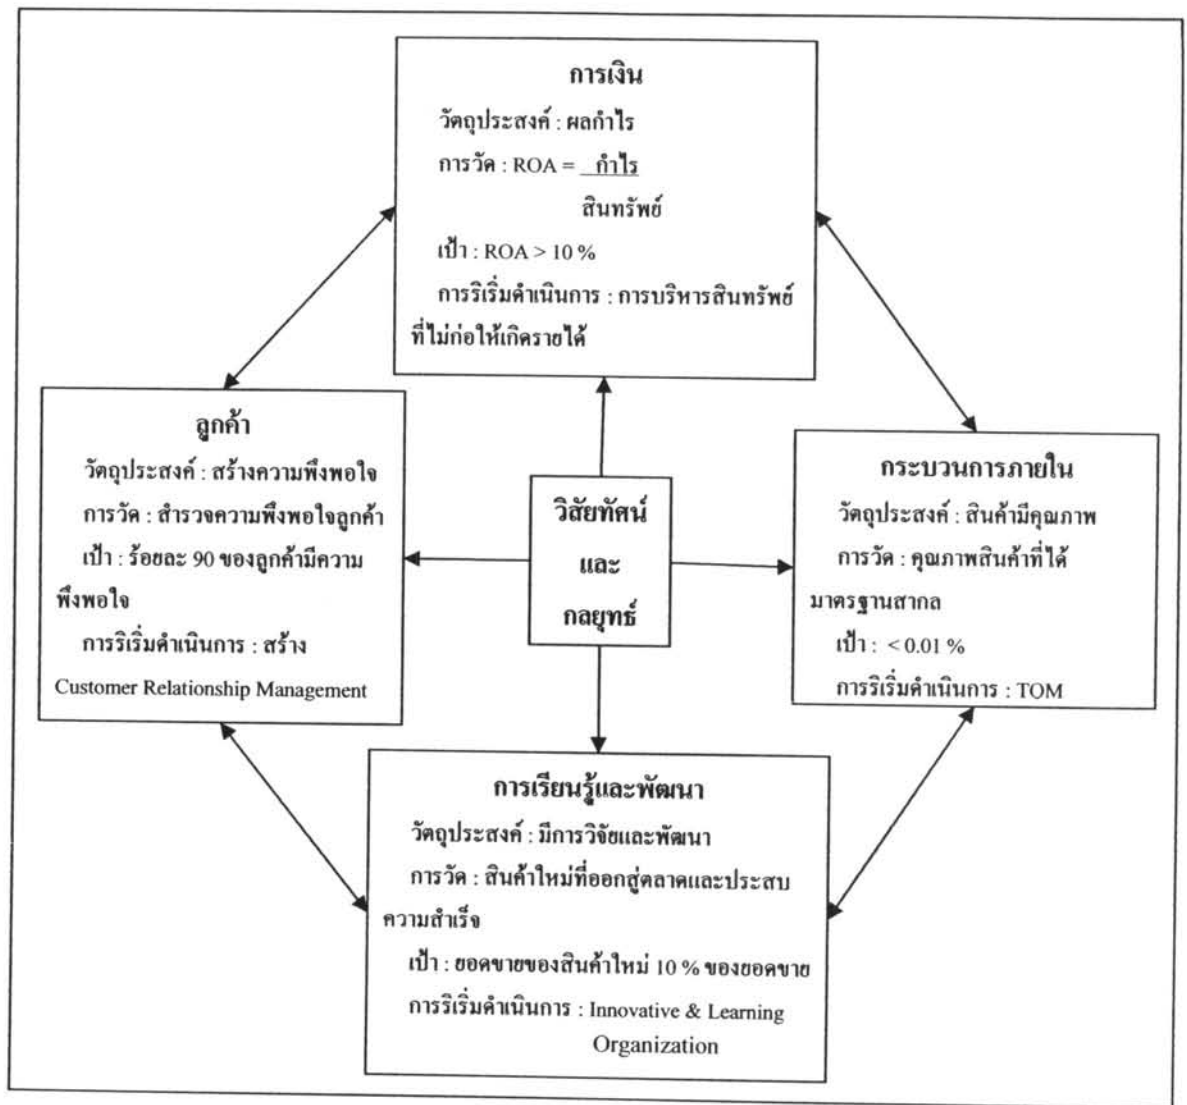 การเงิน
วัตถุประสงค์ : ผลกำไร
การวัด : ROA = กำไร
สินทรัพย์
เป้า : ROA > 10 %
การริเริ่มดำเนินการ : การบริหารสินทรัพย์
ที่ไม่ก่อให้เกิดรายได้
ลูกค้า
วัตถุประสงค์ : สร้างความพึงพอใจ
การวัด : สำรวจความพึงพอใจลูกค้า
เป้า : ร้อยละ 90 ของลูกค้ามีความ
พึงพอใจ
การริเริ่มดำเนินการ : สร้าง
Customer Relationship Management
วิสัยทัศน์
และ
กลยุทธ์
กระบวนการภายใน
วัตถุประสงค์ : สินค้ามีคุณภาพ
การวัด : คุณภาพสินค้าที่ได้
มาตรฐานสากล
เป้า : < 0.01 %
การริเริ่มดำเนินการ : TOM
การเรียนรู้และพัฒนา
วัตถุประสงค์ : มีการวิจัยและพัฒนา
การวัด : สินค้าใหม่ที่ออกสู่ตลาดและประสบ
ความสำเร็จ
เป้า : ยอดขายของสินค้าใหม่ 10 % ของยอดขาย
การริเริ่มดำเนินการ : Innovative & Learning
Organization